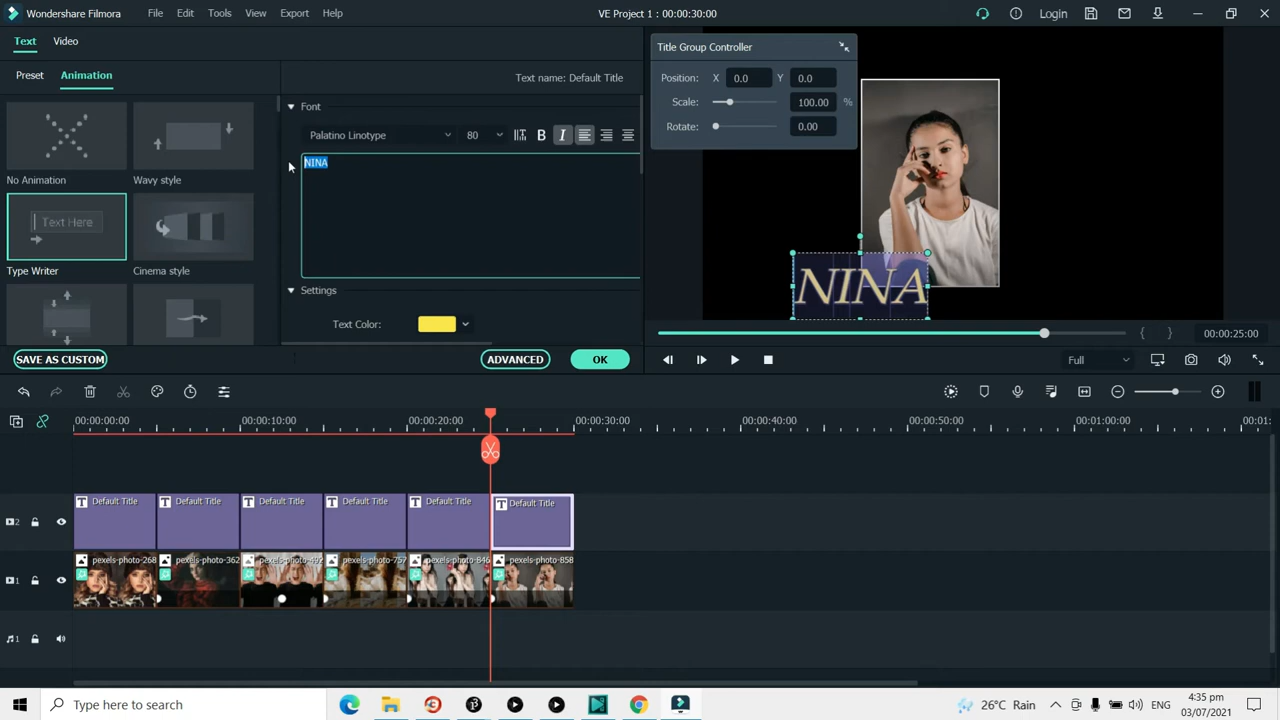 Wondershare Filmora File Edit Tools View Export Help VE Project 1 : 00:00:30:00 Login
Text Video
Title Group Controller
Preset Animation
Text name: Default Title
Position: X 0.0 Y 0.0
Font
Scale: 100.00 %
Palatino Linotype 80 B I
Rotate: 0.00
NINA
No Animation Wavy style
Text Here
Type Writer Cinema style
NINA
Settings
Text Color:
00:00:25:00
SAVE AS CUSTOM ADVANCED OK
Full
00:00:00:00 00:00:10:00 00:00:20:00 00:00:30:00 00:00:40:00 00:00:50:00 00:01:00:00 00:01:
T Default Title T Default Title T Default Title T Default Title T Default Title T Default Title
2
pexels-photo-268 pexels-photo-362 pexels-photo-492 pexels-photo-757 pexels-photo-846 pexels-photo-858
1
1
Type here to search
26°C Rain ENG 4:35 pm
03/07/2021